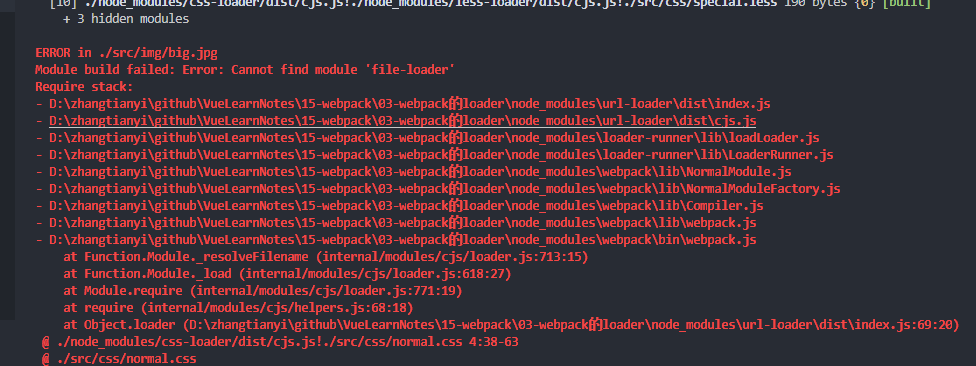 [10] ./node_modules/css-loader/dist/cjs.js!./node_modules/less-loader/dist/cjs.js!./src/css/special.less 190 bytes {0} [built]
+ 3 hidden modules
ERROR in ./src/img/big.jpg
Module build failed: Error: Cannot find module 'file-loader'
Require stack:
- D:\zhangtianyi\github\VueLearnNotes\15-webpack\03-webpack的loader\node_modules\url-loader\dist\index.js
- D:\zhangtianyi\github\VueLearnNotes\15-webpack\03-webpack的loader\node_modules\url-loader\dist\cjs.js
- D:\zhangtianyi\github\VueLearnNotes\15-webpack\03-webpack的loader\node_modules\loader-runner\lib\loadLoader.js
- D:\zhangtianyi\github\VueLearnNotes\15-webpack\03-webpack的loader\node_modules\loader-runner\lib\LoaderRunner.js
- D:\zhangtianyi\github\VueLearnNotes\15-webpack\03-webpack的loader\node_modules\webpack\lib\NormalModule.js
- D:\zhangtianyi\github\VueLearnNotes\15-webpack\03-webpack的loader\node_modules\webpack\lib\NormalModuleFactory.js
- D:\zhangtianyi\github\VueLearnNotes\15-webpack\03-webpack的loader\node_modules\webpack\lib\Compiler.js
- D:\zhangtianyi\github\VueLearnNotes\15-webpack\03-webpack的loader\node_modules\webpack\lib\webpack.js
- D:\zhangtianyi\github\VueLearnNotes\15-webpack\03-webpack的loader\node_modules\webpack\bin\webpack.js
at Function.Module._resolveFilename (internal/modules/cjs/loader.js:713:15)
at Function.Module._load (internal/modules/cjs/loader.js:618:27)
at Module.require (internal/modules/cjs/loader.js:771:19)
at require (internal/modules/cjs/helpers.js:68:18)
at Object.loader (D:\zhangtianyi\github\VueLearnNotes\15-webpack\03-webpack的loader\node_modules\url-loader\dist\index.js:69:20)
@ ./node_modules/css-loader/dist/cjs.js!./src/css/normal.css 4:38-63
@ ./src/css/normal.css